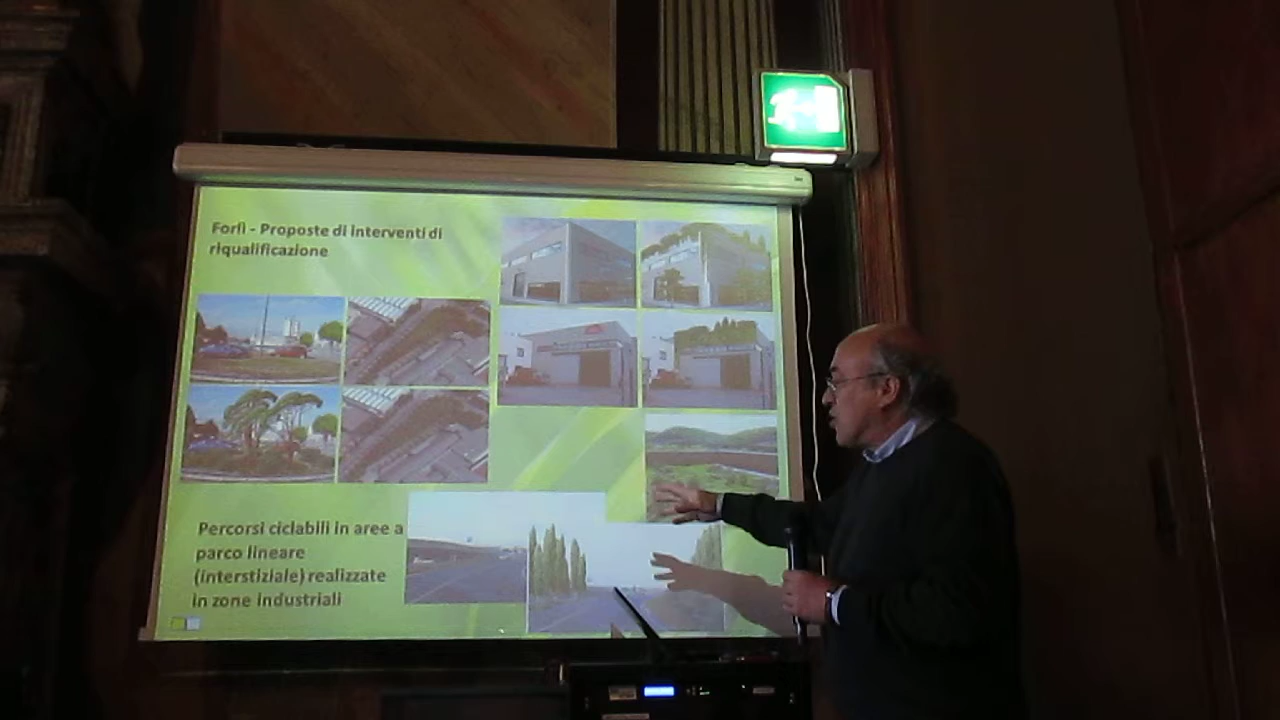 Forlì - Proposte di interventi di
riqualificazione
Percorsi ciclabili in aree a
parco lineare
(interstiziale) realizzate
in zone industriali